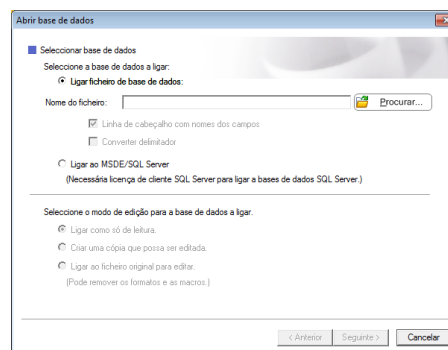 Abrir base de dados
Seleccionar base de dados
Seleccione a base de dados a ligar:
Ligar ficheiro de base de dados:
Nome do ficheiro:
Procurar...
Linha de cabeçalho com nomes dos campos
Converter delimitador
Ligar ao MSDE/SQL Server
(Necessária licença de cliente SQL Server para ligar a bases de dados SQL Server.)
Seleccione o modo de edição para a base de dados a ligar.
Ligar como só de leitura.
Criar uma cópia que possa ser editada.
Ligar ao ficheiro original para editar.
(Pode remover os formatos e as macros.)
< Anterior Seguinte > Cancelar